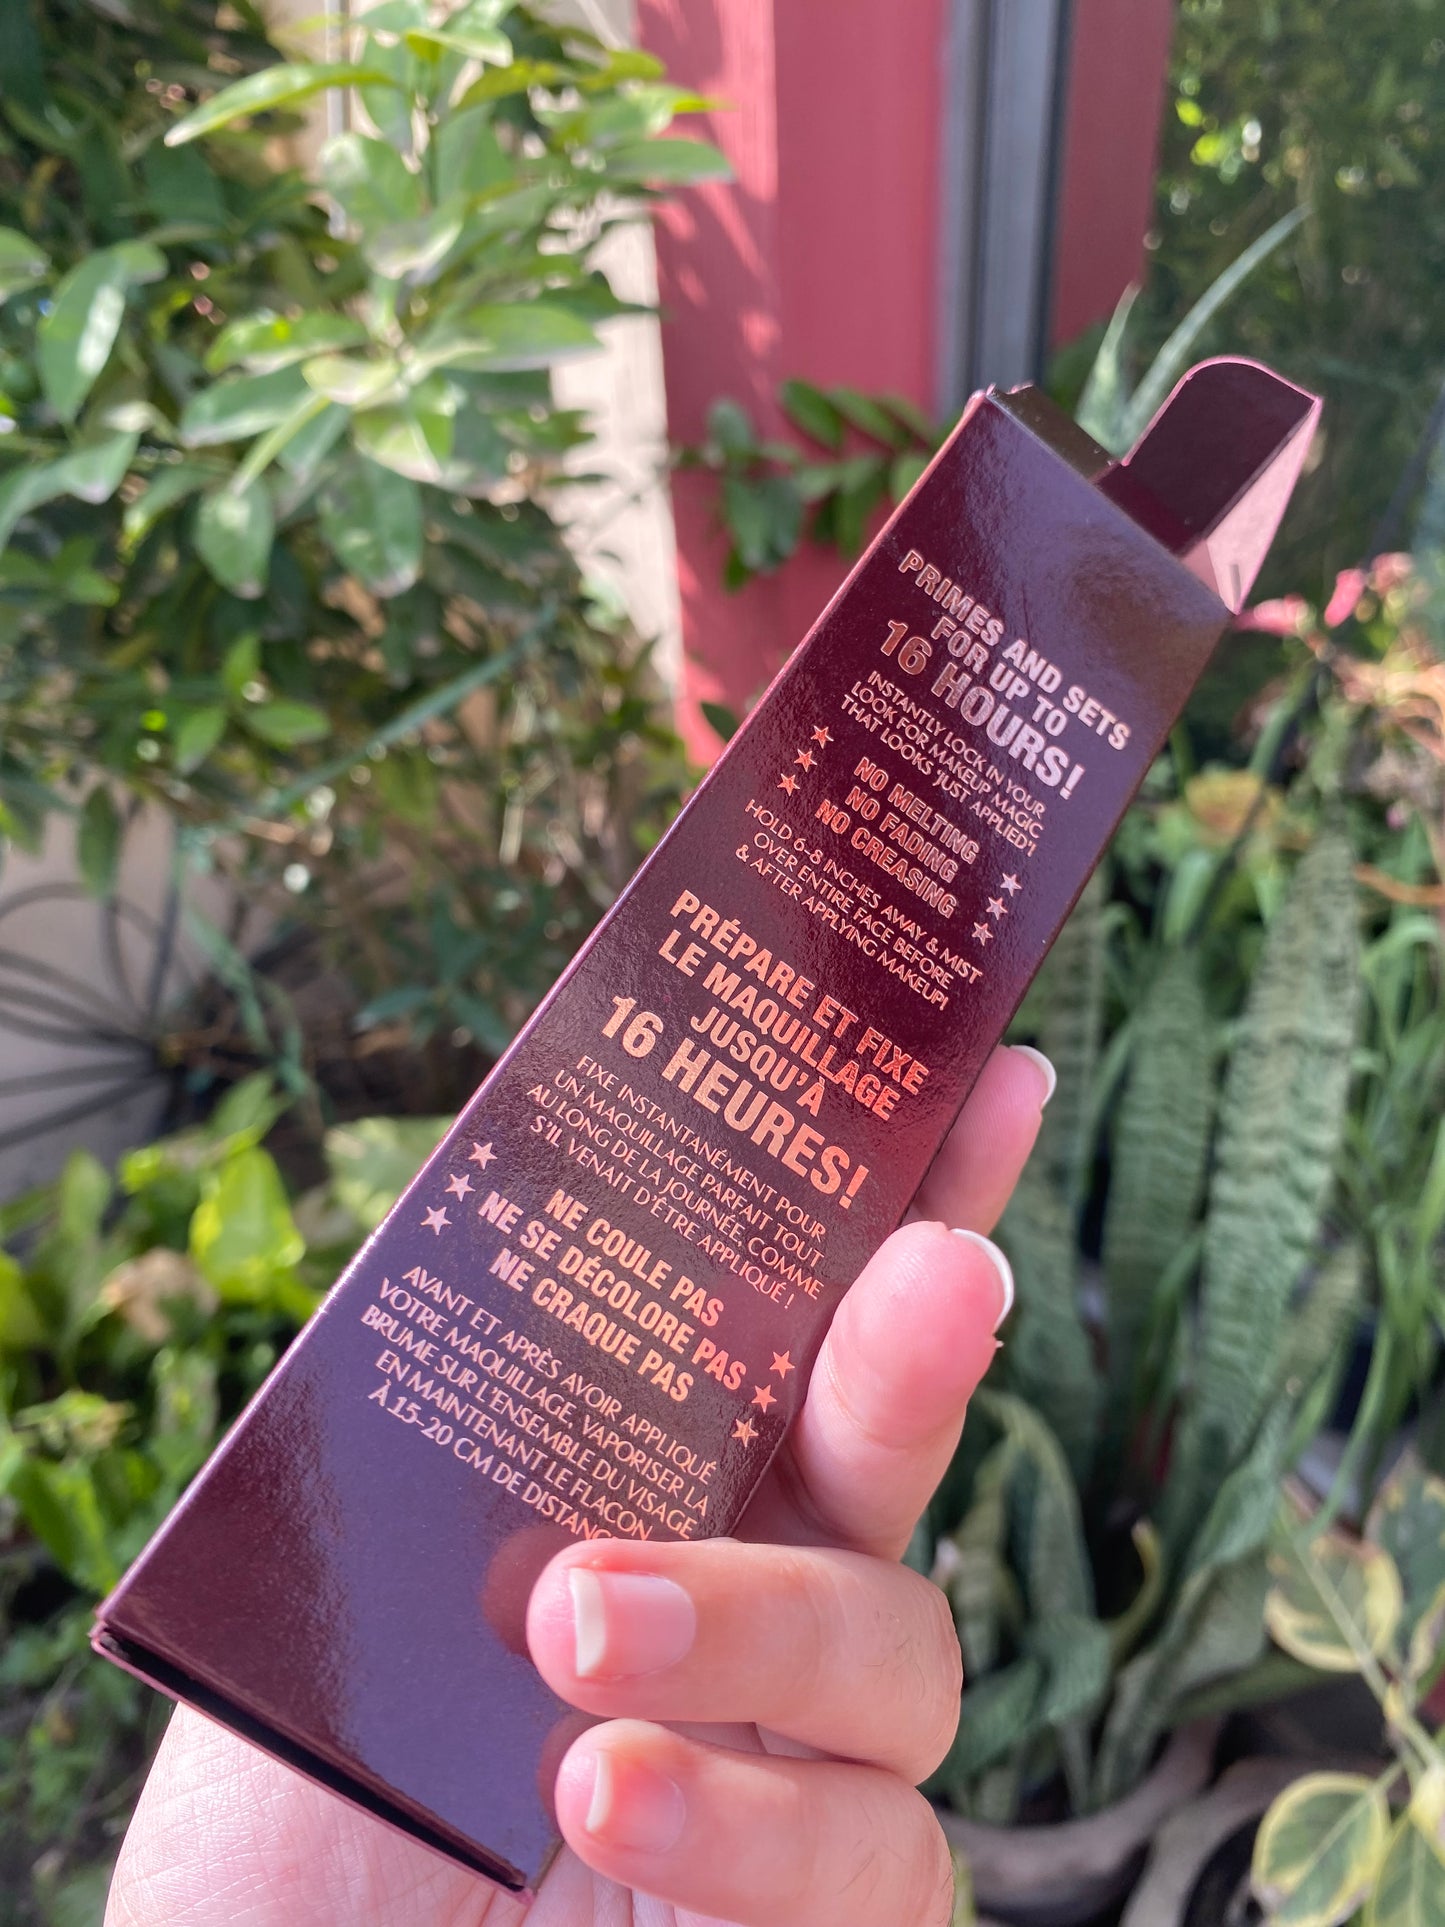 PRIMES AND SETS
FOR UP TO
16 HOURS!
INSTANTLY LOCK IN YOUR
LOOK FOR MAKEUP MAGIC
THAT LOOKS 'JUST APPLIED'!
NO MELTING
NO FADING
NO CREASING
HOLD 6-8 INCHES AWAY & MIST
OVER ENTIRE FACE BEFORE
& AFTER APPLYING MAKEUP!
PRÉPARE ET FIXE
LE MAQUILLAGE
JUSQU'À
16 HEURES!
FIXE INSTANTANÉMENT POUR
UN MAQUILLAGE PARFAIT TOUT
AU LONG DE LA JOURNÉE, COMME
S'IL VENAIT D'ÊTRE APPLIQUÉ !
NE COULE PAS
NE SE DÉCOLORE PAS
NE CRAQUE PAS
AVANT ET APRÈS AVOIR APPLIQUÉ
VOTRE MAQUILLAGE, VAPORISER LA
BRUME SUR L'ENSEMBLE DU VISAGE
EN MAINTENANT LE FLACON
À 15-20 CM DE